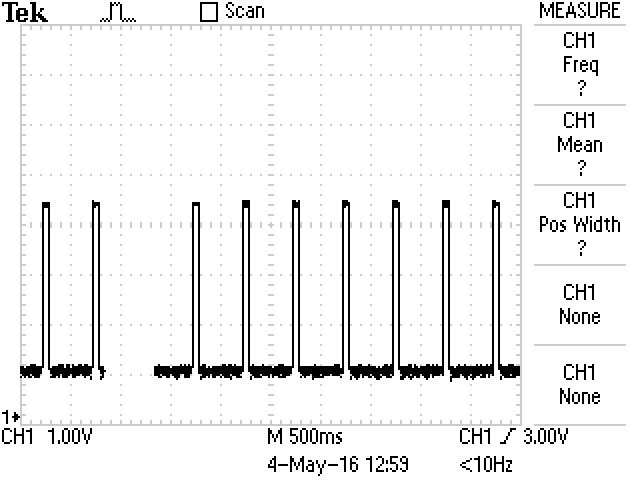 Tek
Scan
MEASURE
CH1
Freq
?
CH1
Mean
?
CH1
Pos Width
?
CH1
None
CH1
None
1
CH1 1.00V
M 500ms
CH1 3.00V
4-May-16 12:59
<10Hz